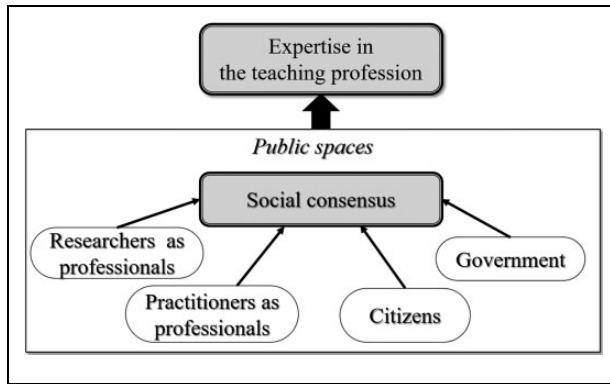 Expertise in
the teaching profession
Public spaces
Social consensus
Researchers as
professionals
Practitioners as
professionals
Citizens
Government